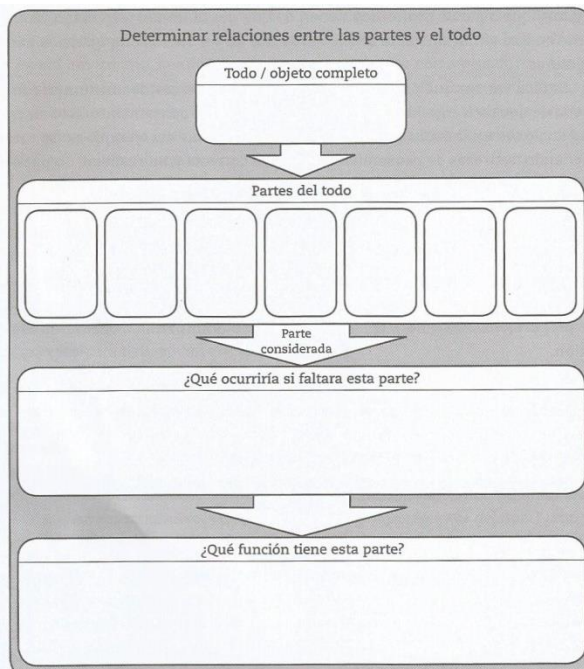 Determinar relaciones entre las partes y el todo
Todo / objeto completo
Partes del todo
Parte
considerada
¿Qué ocurriría si faltara esta parte?
¿Qué función tiene esta parte?